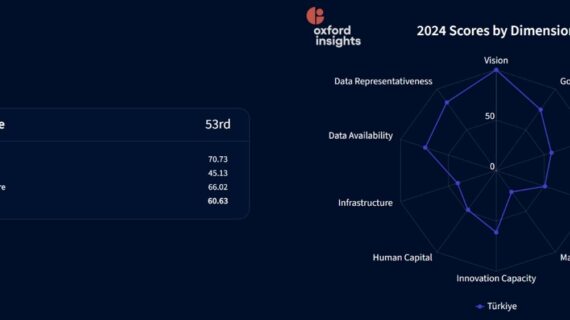 oxford
insights
2024 Scores by Dimension
Vision
Data Representativeness
Go
50
Data Availability
0
Infrastructure
Human Capital
Ma
Innovation Capacity
Türkiye
e 53rd
70.73
45.13
re 66.02
60.63